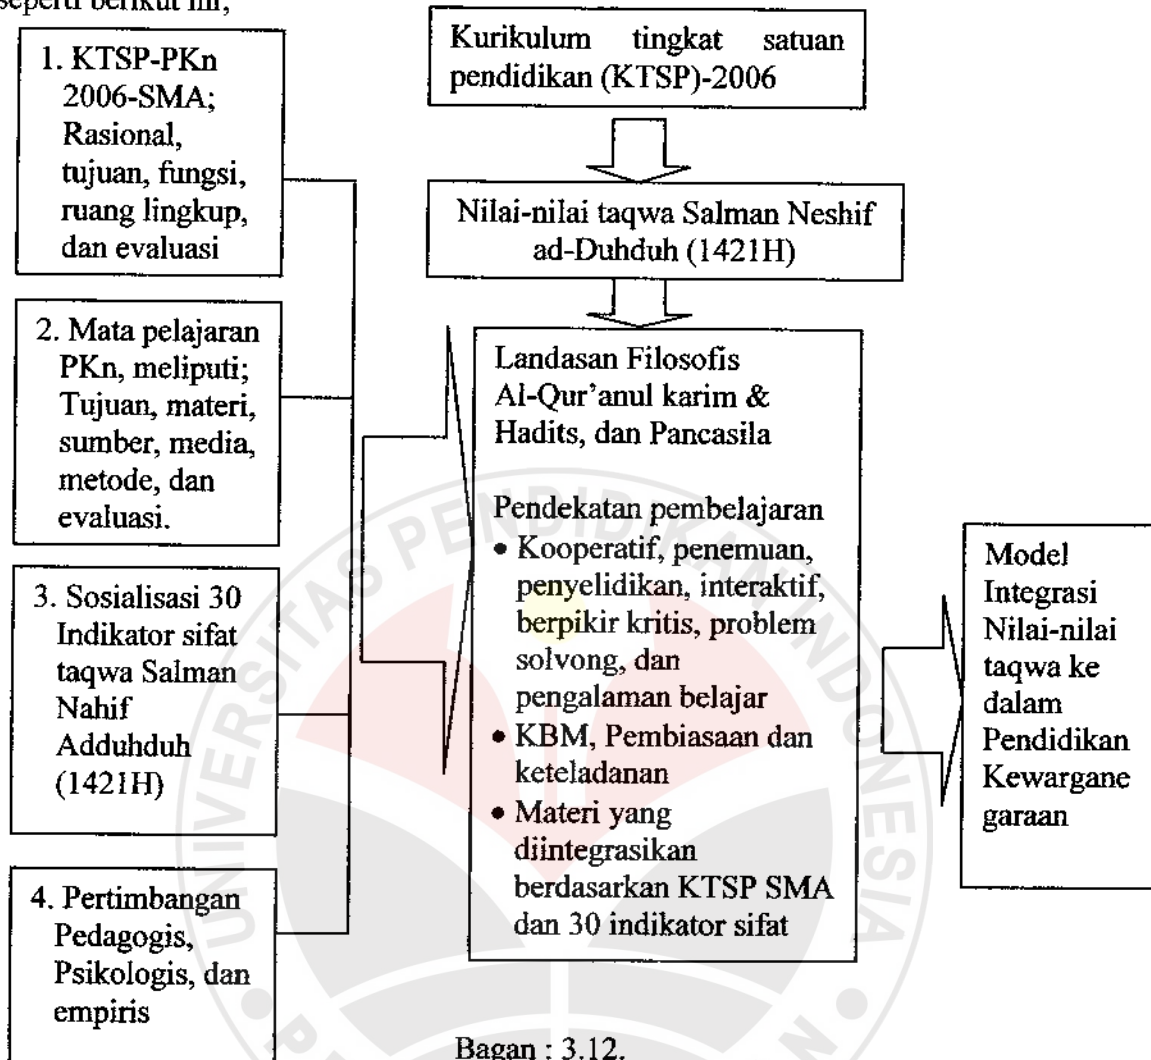 seperti berikut ini;
1. KTSP-PKn
2006-SMA;
Rasional,
tujuan, fungsi,
ruang lingkup,
dan evaluasi
2. Mata pelajaran
PKn, meliputi;
Tujuan, materi,
sumber, media,
metode, dan
evaluasi.
3. Sosialisasi 30
Indikator sifat
taqwa Salman
Nahif
Adduhduh
(1421H)
4. Pertimbangan
Pedagogis,
Psikologis, dan
empiris
Kurikulum tingkat satuan
pendidikan (KTSP)-2006
Nilai-nilai taqwa Salman Neshif
ad-Duhduh (1421H)
Landasan Filosofis
Al-Qur'anul karim &
Hadits, dan Pancasila
Pendekatan pembelajaran
• Kooperatif, penemuan,
penyelidikan, interaktif,
berpikir kritis, problem
solvong, dan
pengalaman belajar
• KBM, Pembiasaan dan
keteladanan
• Materi yang
diintegrasikan
berdasarkan KTSP SMA
dan 30 indikator sifat
Model
Integrasi
Nilai-nilai
taqwa ke
dalam
Pendidikan
Kewargane
garaan
Bagan : 3.12.
UNIVERSITAS PENDIDIKAN INDONESIA